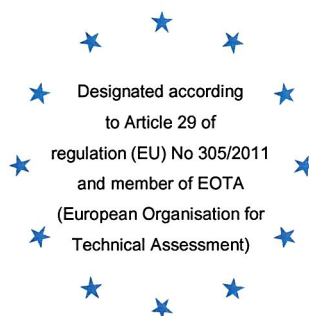 Designated according
to Article 29 of
regulation (EU) No 305/2011
and member of EOTA
(European Organisation for
Technical Assessment)